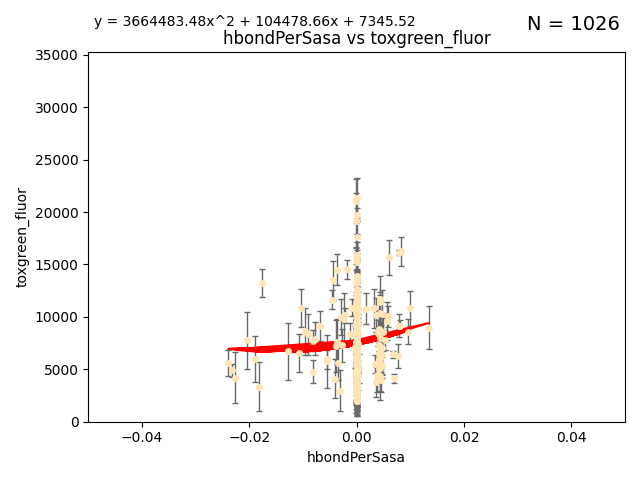 y = 3664483.48x^2 + 104478.66x + 7345.52
N = 1026
hbondPerSasa vs toxgreen_fluor
35000
30000
25000
20000
15000
10000
5000
0
toxgreen_fluor
−0.04
−0.02
0.00
0.02
0.04
hbondPerSasa